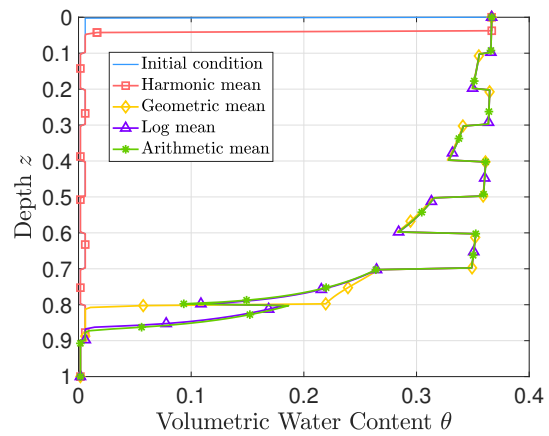 0
0.1
0.2
0.3
0.4
0.5
0.6
0.7
0.8
0.9
1
Depth z
Initial condition
Harmonic mean
Geometric mean
Log mean
Arithmetic mean
0 0.1 0.2 0.3 0.4
Volumetric Water Content θ